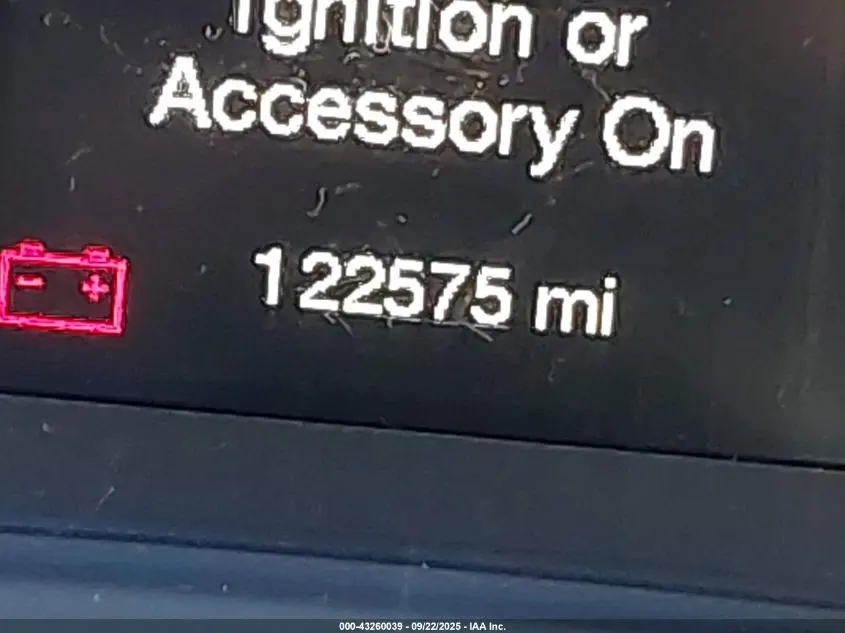 Ignition or
Accessory On
122575 mi
000-43260039 - 09/22/2025 - IAA Inc.